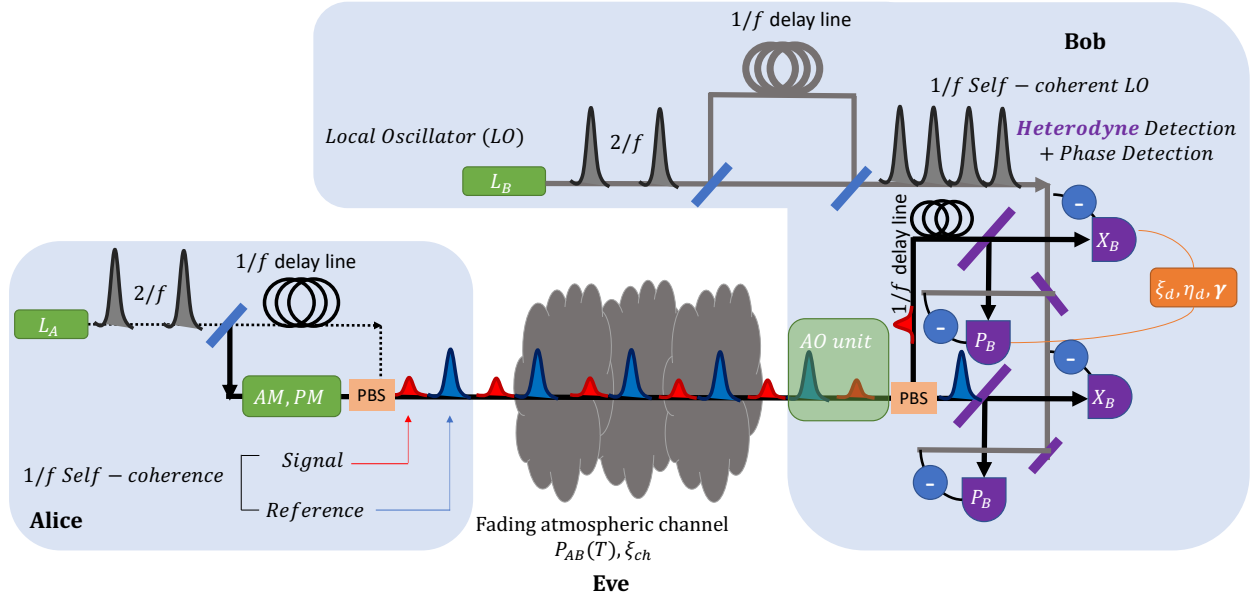 1/f delay line
Bob
1/f Self − coherent LO
Local Oscillator (LO)
2/f
Heterodyne Detection
+ Phase Detection
L_B
-
X_B
1/f delay line
2/f
1/f delay line
ξ_d, η_d, γ
L_A
-
P_B
AO unit
-
AM, PM
PBS
PBS
X_B
Signal
1/f Self − coherence
Reference
-
P_B
Alice
Fading atmospheric channel
P_AB(T), ξ_ch
Eve